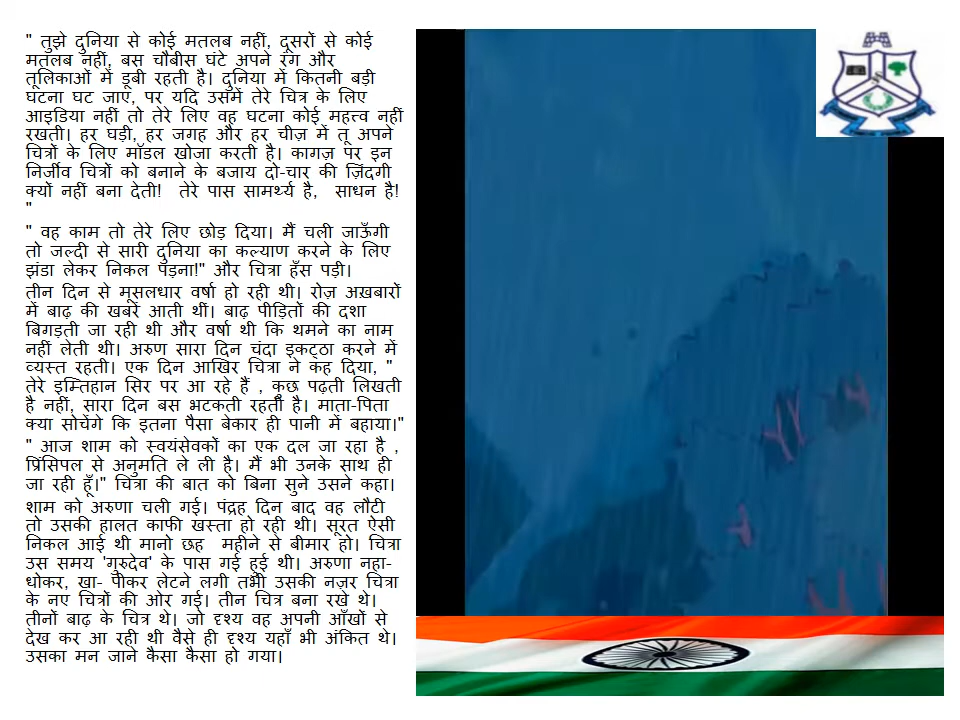 " तुझे दुनिया से कोई मतलब नहीं, दूसरों से कोई
मतलब नहीं, बस चौबीस घंटे अपने रंग और
तूलिकाओं में डूबी रहती है। दुनिया में कितनी बड़ी
घटना घट जाए, पर यदि उसमें तेरे चित्र के लिए
आइडिया नहीं तो तेरे लिए वह घटना कोई महत्त्व नहीं
रखती। हर घड़ी, हर जगह और हर चीज़ में तू अपने
चित्रों के लिए मॉडल खोजा करती है। कागज़ पर इन
निर्जीव चित्रों को बनाने के बजाय दो-चार की ज़िंदगी
क्यों नहीं बना देती! तेरे पास सामर्थ्य है, साधन है!
"
" वह काम तो तेरे लिए छोड़ दिया। मैं चली जाऊँगी
तो जल्दी से सारी दुनिया का कल्याण करने के लिए
झंडा लेकर निकल पड़ना!" और चित्रा हँस पड़ी।
तीन दिन से मूसलधार वर्षा हो रही थी। रोज़ अख़बारों
में बाढ़ की खबरें आती थीं। बाढ़ पीड़ितों की दशा
बिगड़ती जा रही थी और वर्षा थी कि थमने का नाम
नहीं लेती थी। अरुण सारा दिन चंदा इकट्ठा करने में
व्यस्त रहती। एक दिन आखिर चित्रा ने कह दिया, "
तेरे इम्तिहान सिर पर आ रहे हैं , कुछ पढ़ती लिखती
है नहीं, सारा दिन बस भटकती रहती है। माता-पिता
क्या सोचेंगे कि इतना पैसा बेकार ही पानी में बहाया।"
" आज शाम को स्वयंसेवकों का एक दल जा रहा है ,
प्रिंसिपल से अनुमति ले ली है। मैं भी उनके साथ ही
जा रही हूँ।" चित्रा की बात को बिना सुने उसने कहा।
शाम को अरुणा चली गई। पंद्रह दिन बाद वह लौटी
तो उसकी हालत काफी खस्ता हो रही थी। सूरत ऐसी
निकल आई थी मानो छह महीने से बीमार हो। चित्रा
उस समय 'गुरुदेव' के पास गई हुई थी। अरुणा नहा-
धोकर, खा- पीकर लेटने लगी तभी उसकी नज़र चित्रा
के नए चित्रों की ओर गई। तीन चित्र बना रखे थे।
तीनों बाढ़ के चित्र थे। जो दृश्य वह अपनी आँखों से
देख कर आ रही थी वैसे ही दृश्य यहाँ भी अंकित थे।
उसका मन जाने कैसा कैसा हो गया।